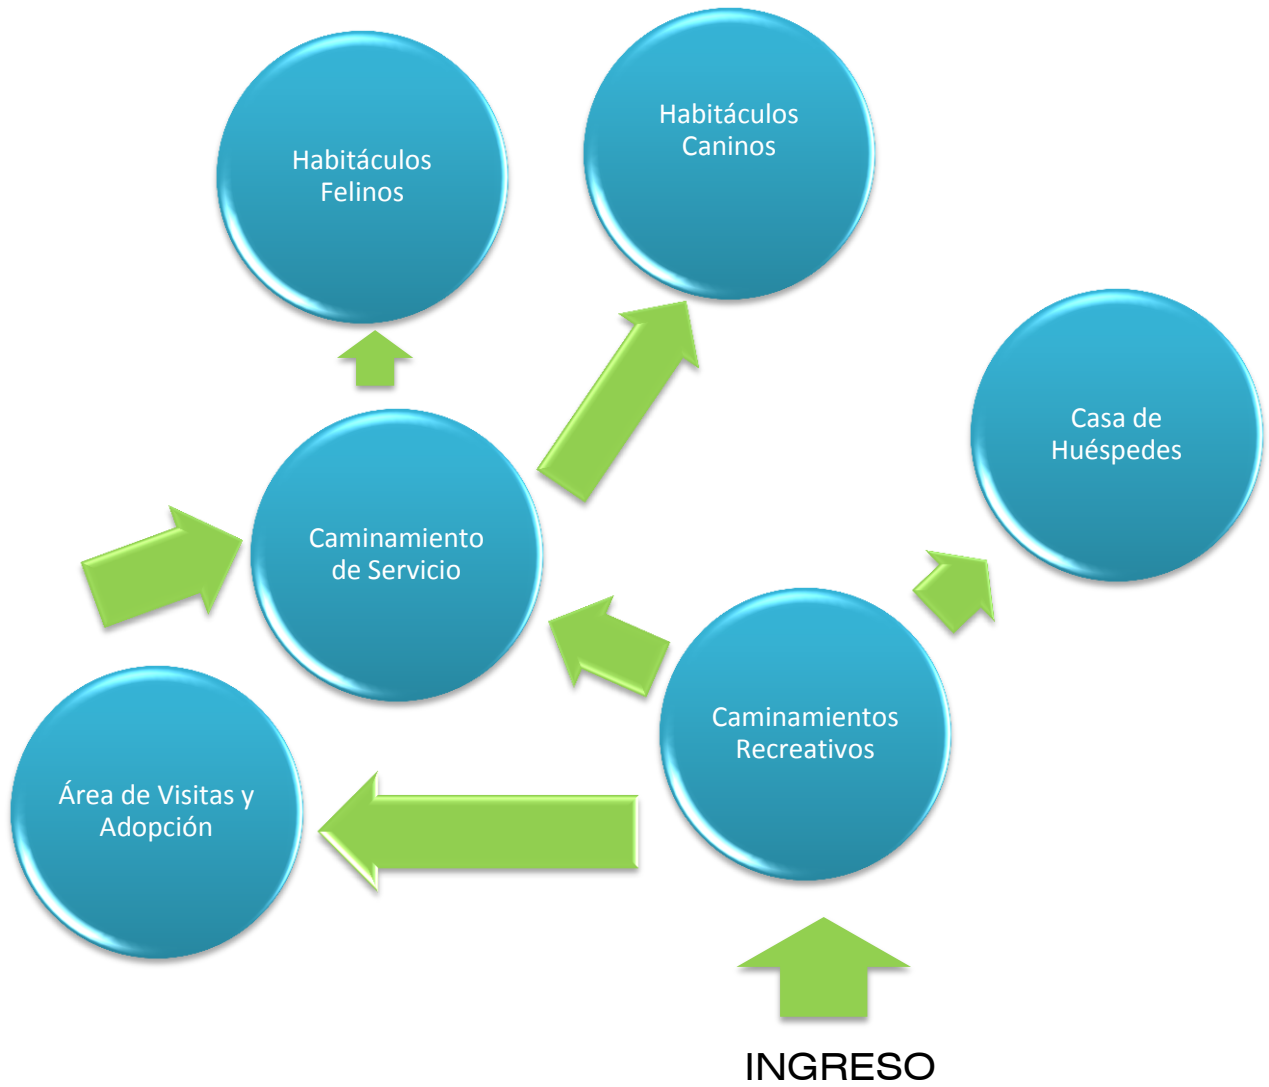 Habitáculos
Caninos
Habitáculos
Felinos
Casa de
Huéspedes
Caminamiento
de Servicio
Caminamientos
Recreativos
Área de Visitas y
Adopción
INGRESO